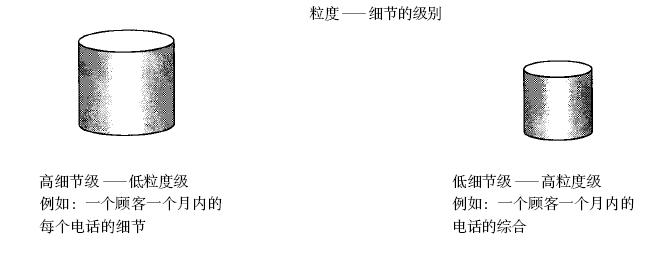 粒度——细节的级别
高细节级——低粒度级
例如：一个顾客一个月内的
每个电话的细节
低细节级——高粒度级
例如：一个顾客一个月内的
电话的综合